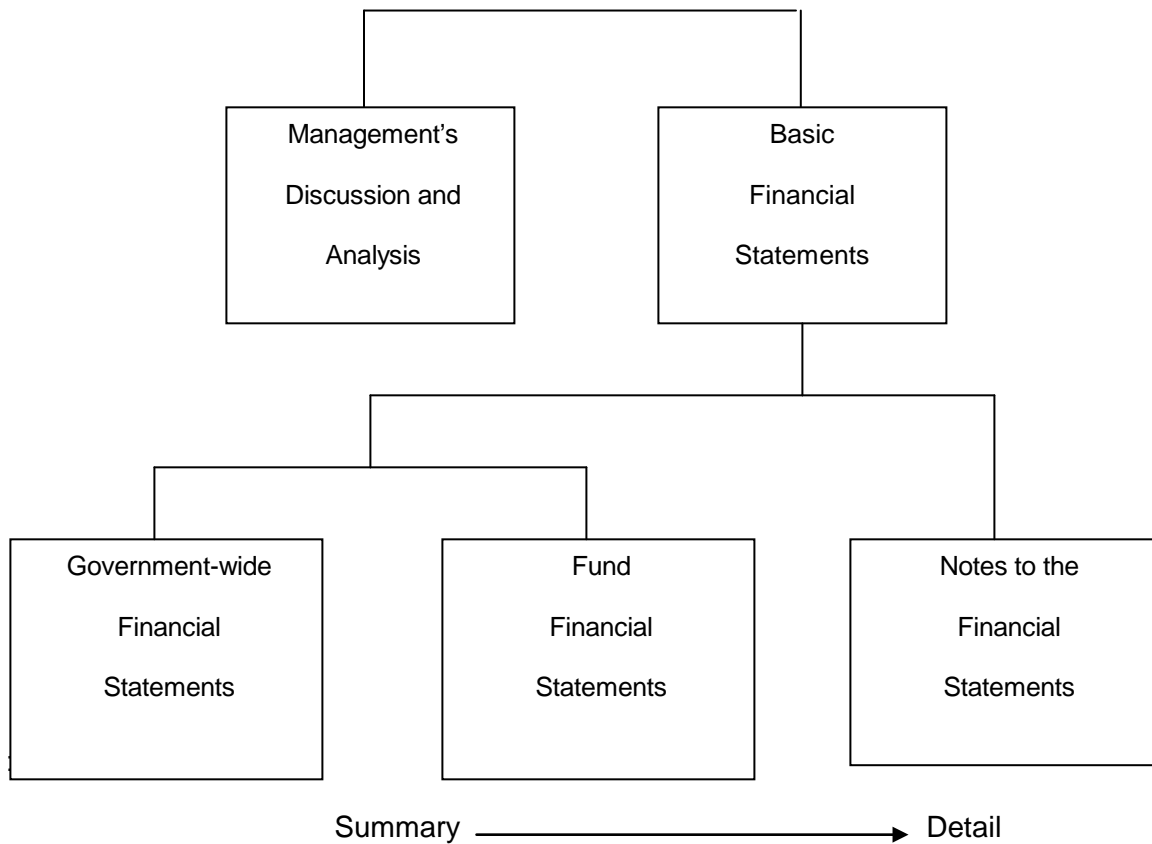 Management’s
Discussion and
Analysis
Basic
Financial
Statements
Government-wide
Financial
Statements
Fund
Financial
Statements
Notes to the
Financial
Statements
Summary
Detail